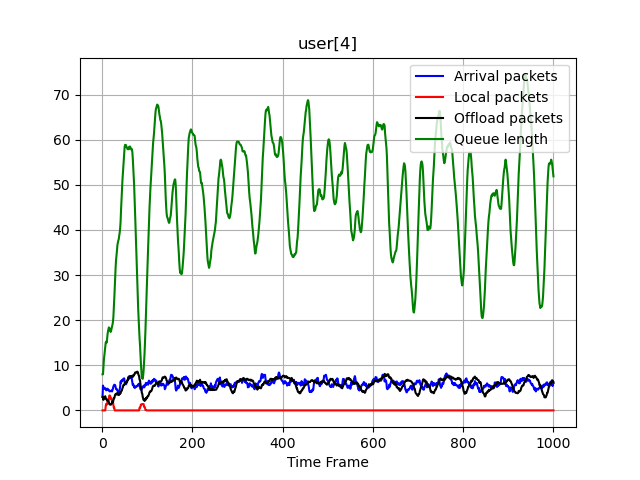 user[4]
Arrival packets
Local packets
Offload packets
Queue length
70
60
50
40
30
20
10
0
0 200 400 600 800 1000
Time Frame